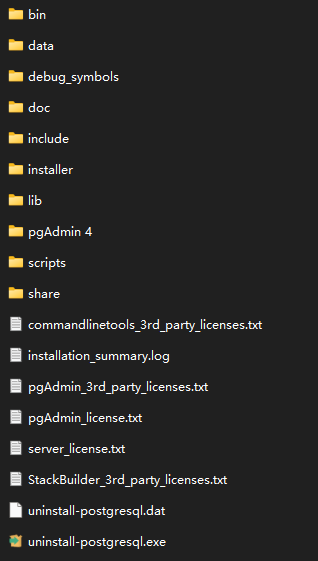 bin
data
debug_symbols
doc
include
installer
lib
pgAdmin 4
scripts
share
commandlinetools_3rd_party_licenses.txt
installation_summary.log
pgAdmin_3rd_party_licenses.txt
pgAdmin_license.txt
server_license.txt
StackBuilder_3rd_party_licenses.txt
uninstall-postgresql.dat
uninstall-postgresql.exe